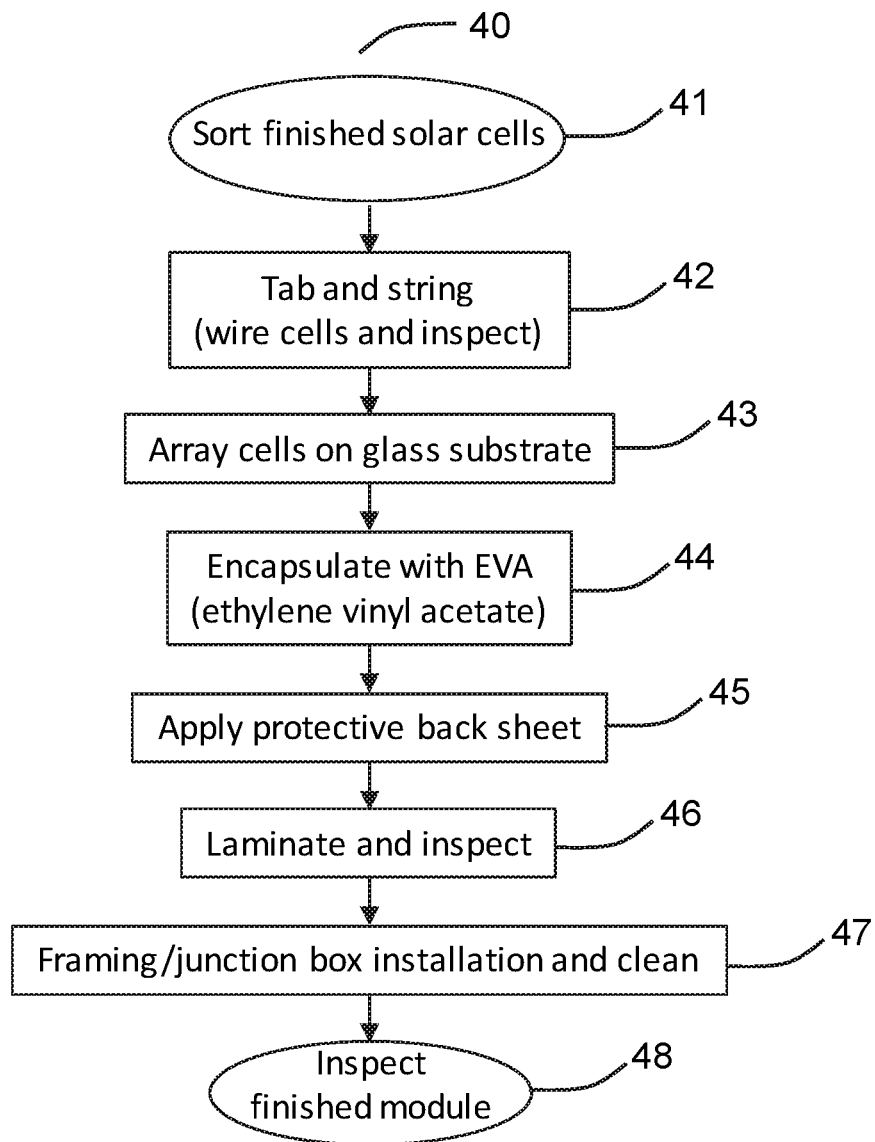 40
Sort finished solar cells
41
Tab and string
(wire cells and inspect)
42
Array cells on glass substrate
43
Encapsulate with EVA
(ethylene vinyl acetate)
44
Apply protective back sheet
45
Laminate and inspect
46
Framing/junction box installation and clean
47
Inspect
finished module
48